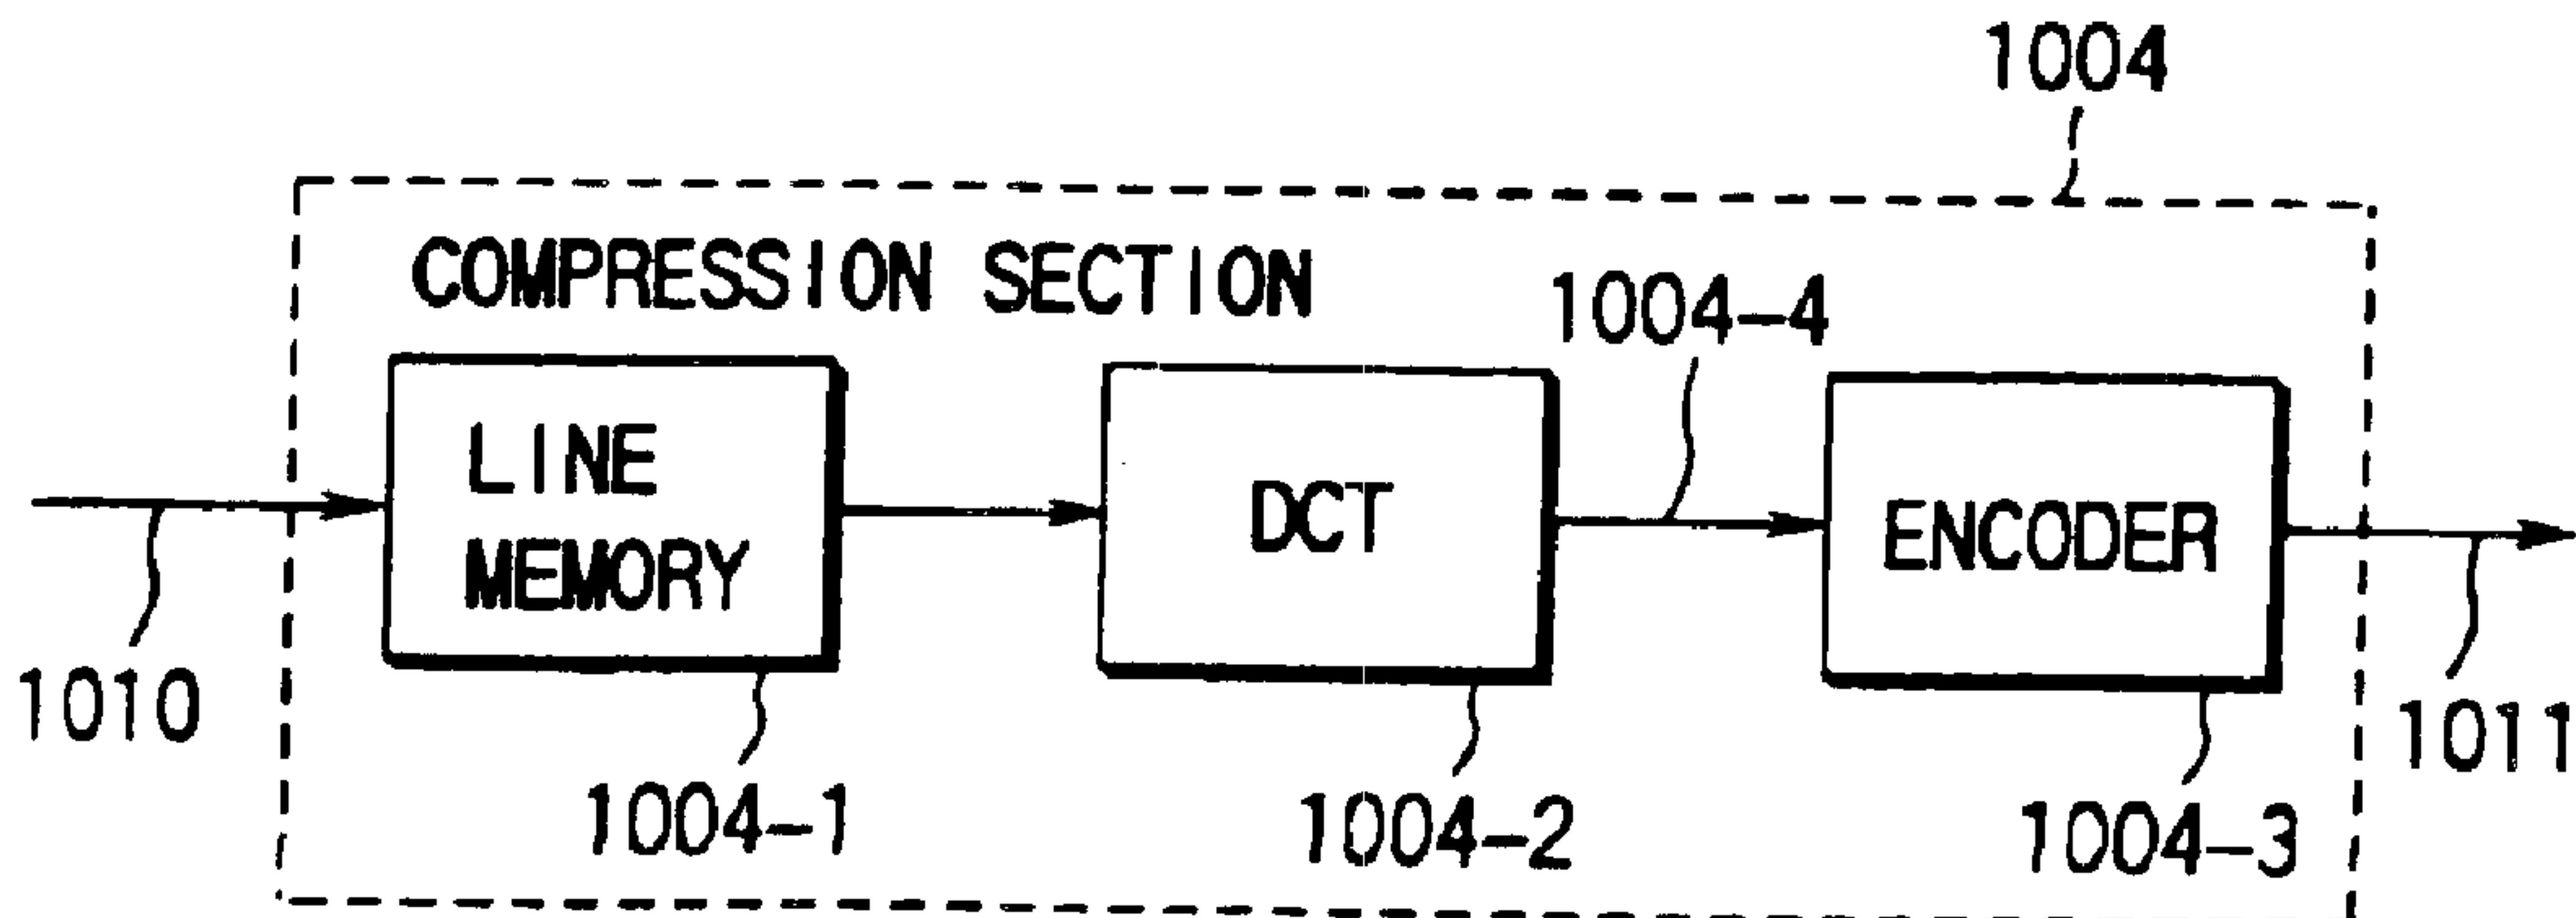 1004
COMPRESSION SECTION
1004-4
LINE
MEMORY
DCT
ENCODER
1010
1011
1004-1
1004-2
1004-3